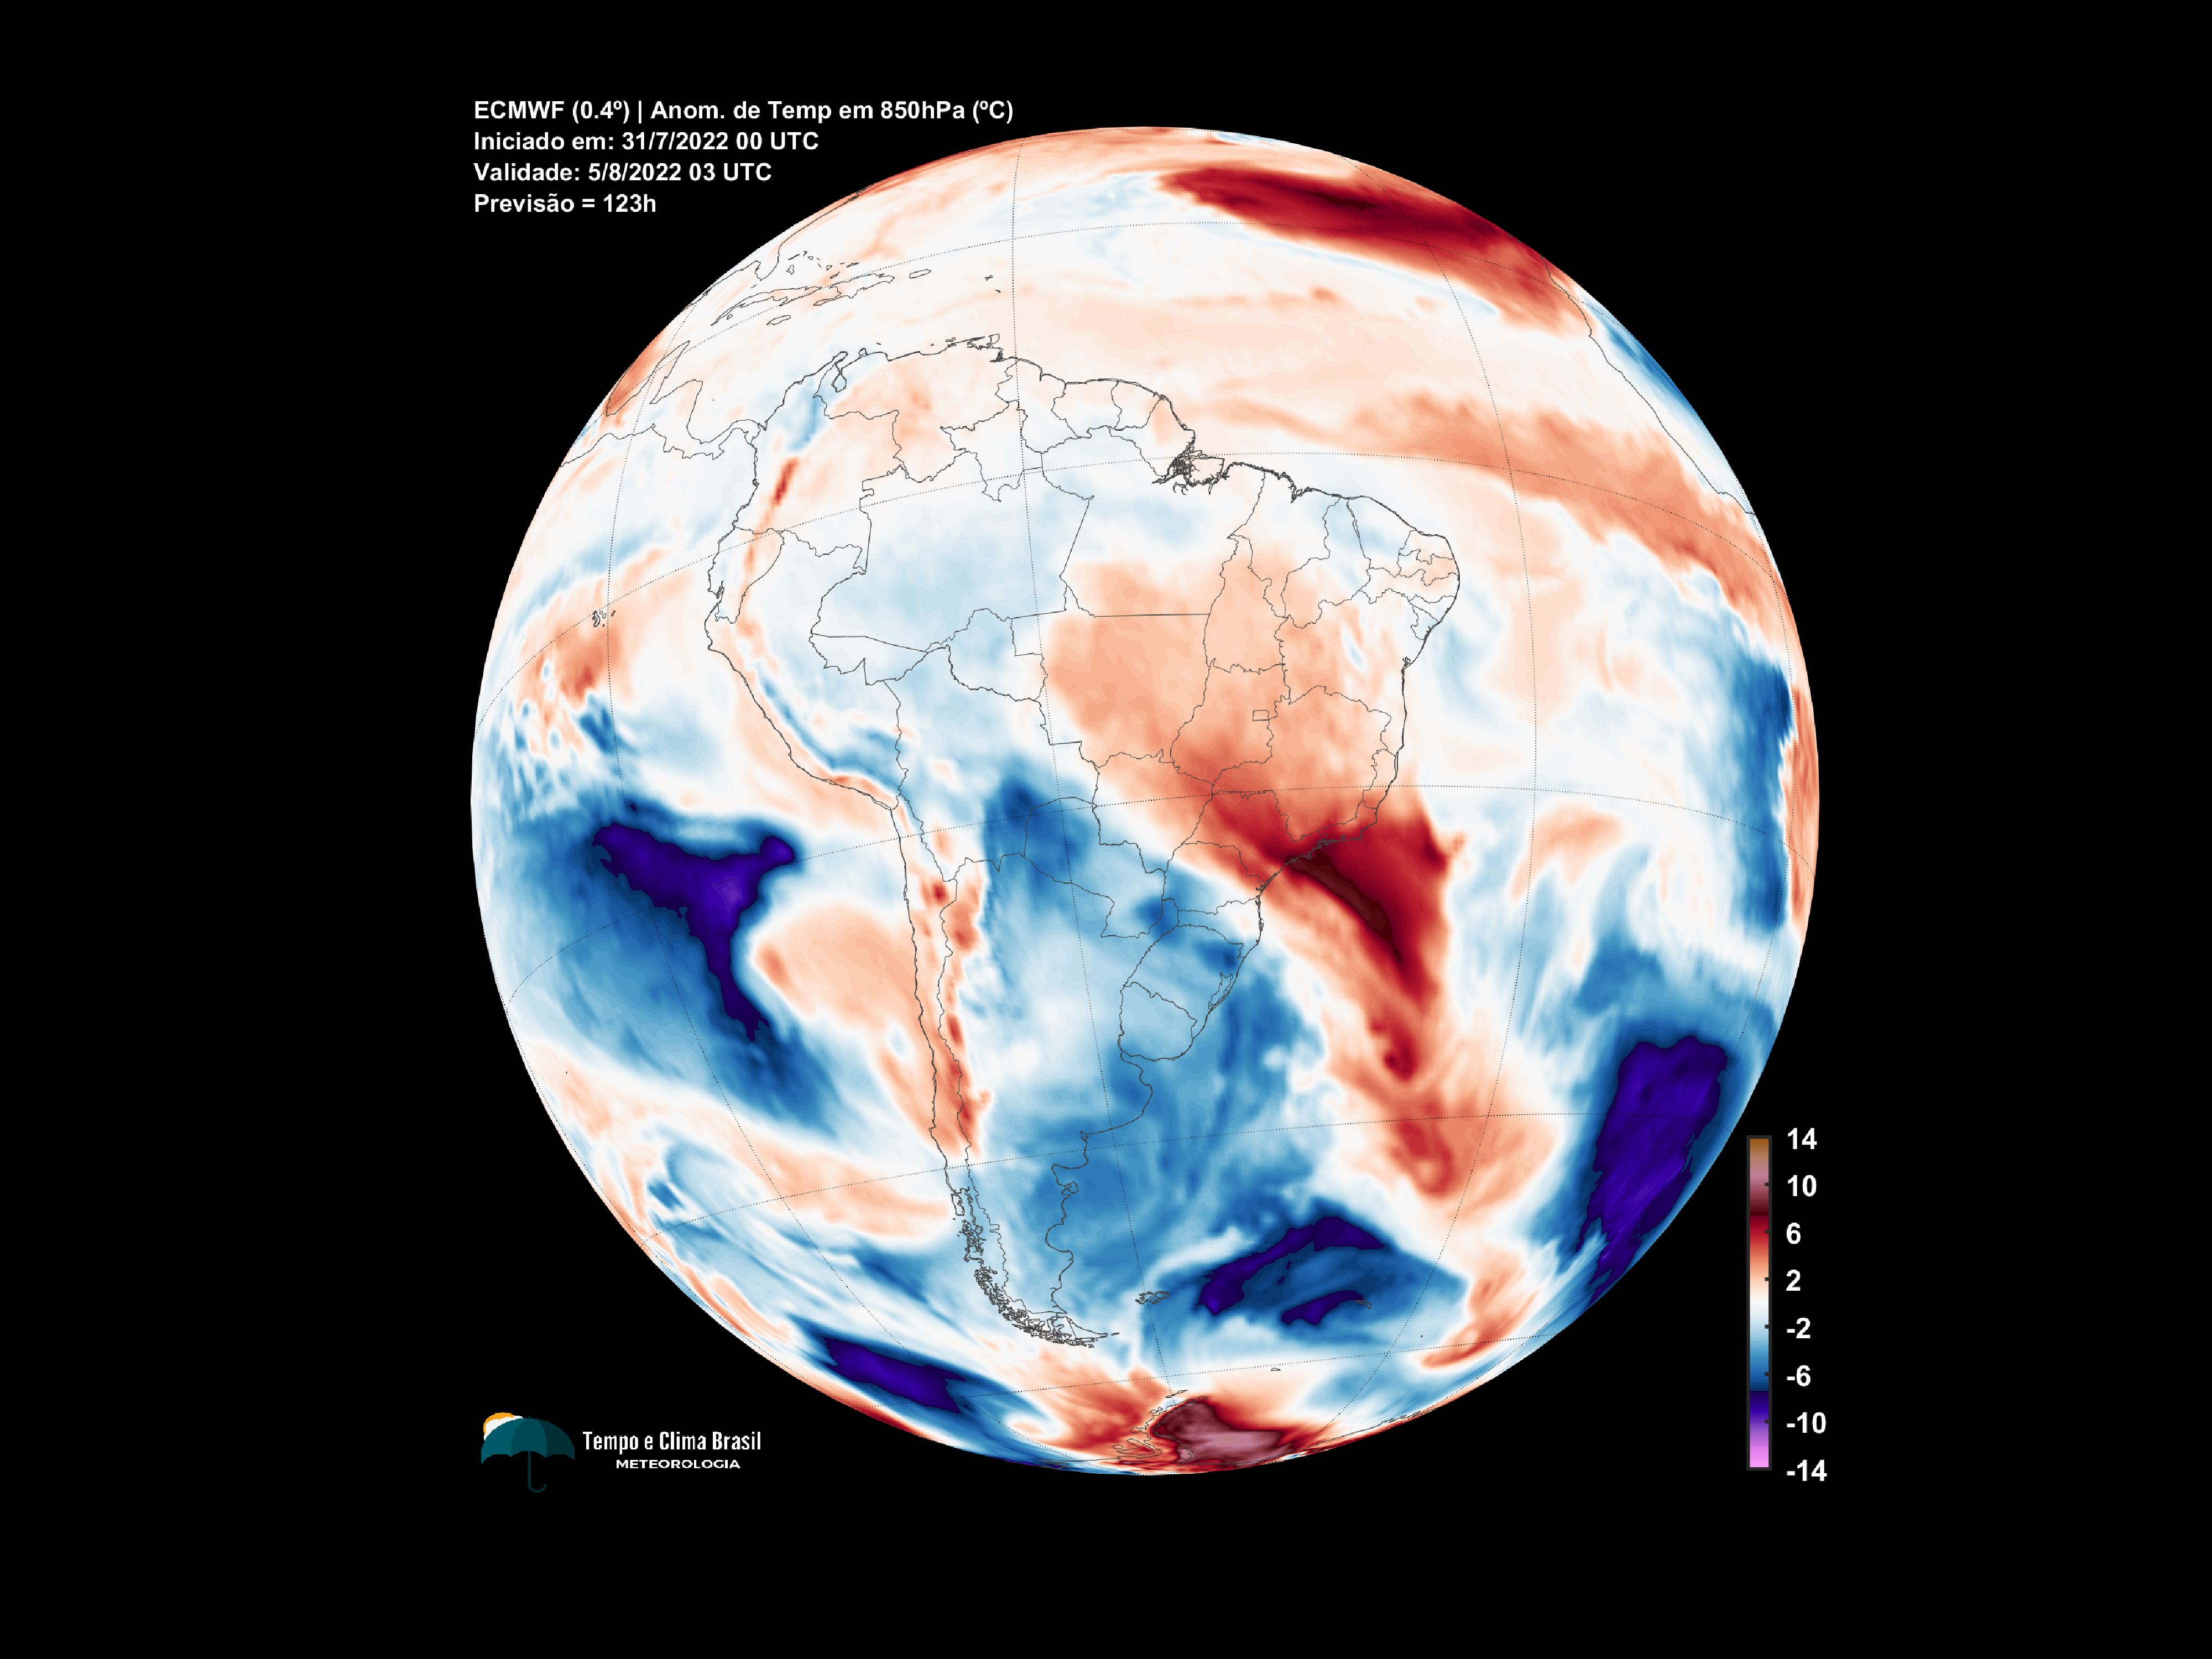 ECMWF (0.4º) | Anom. de Temp em 850hPa (ºC)
Iniciado em: 31/7/2022 00 UTC
Validade: 5/8/2022 03 UTC
Previsão = 123h
14
10
6
2
-2
-6
-10
-14
Tempo e Clima Brasil
METEOROLOGIA